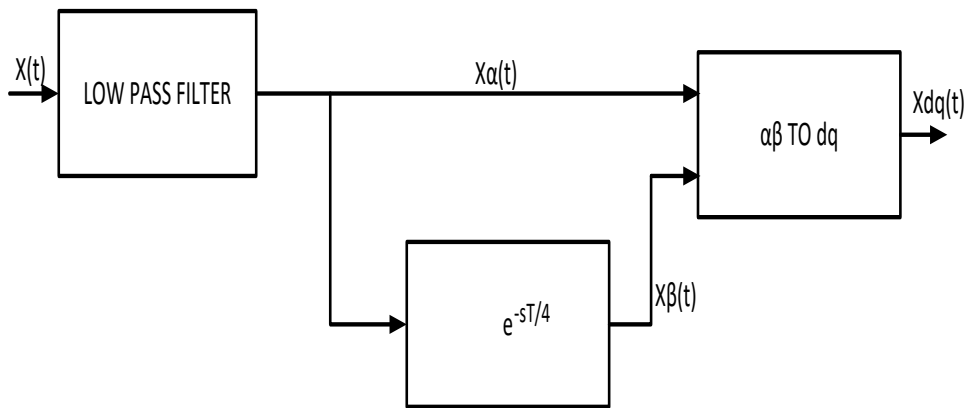 X(t)
LOW PASS FILTER
Xα(t)
αβ TO dq
Xdq(t)
e^-sT/4
Xβ(t)